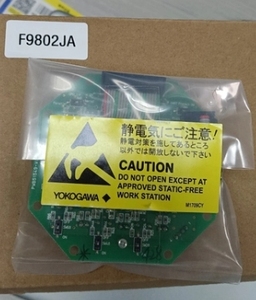 F9802JA
静電気にご注意!
静電対策を施してあるところ
以外では開放しないで下さい
CAUTION
DO NOT OPEN EXCEPT AT
APPROVED STATIC-FREE
WORK STATION
YOKOGAWA
M1178CY